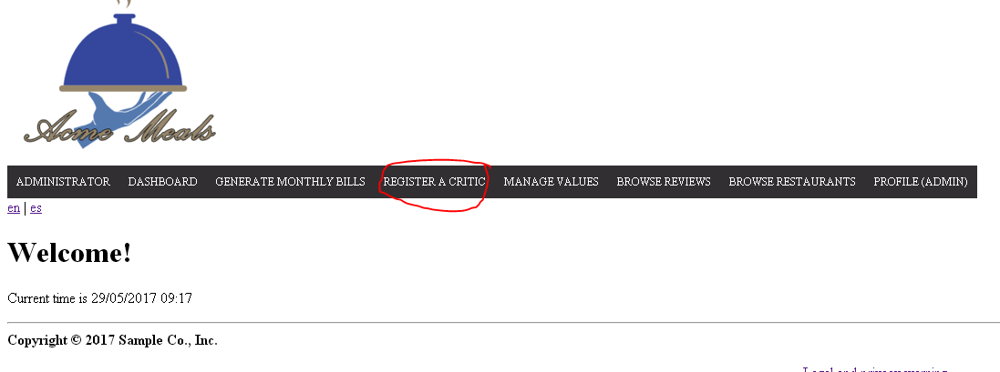 Acme Meals
ADMINISTRATOR DASHBOARD GENERATE MONTHLY BILLS REGISTER A CRITIC MANAGE VALUES BROWSE REVIEWS BROWSE RESTAURANTS PROFILE (ADMIN)
en | es
Welcome!
Current time is 29/05/2017 09:17
Copyright © 2017 Sample Co., Inc.